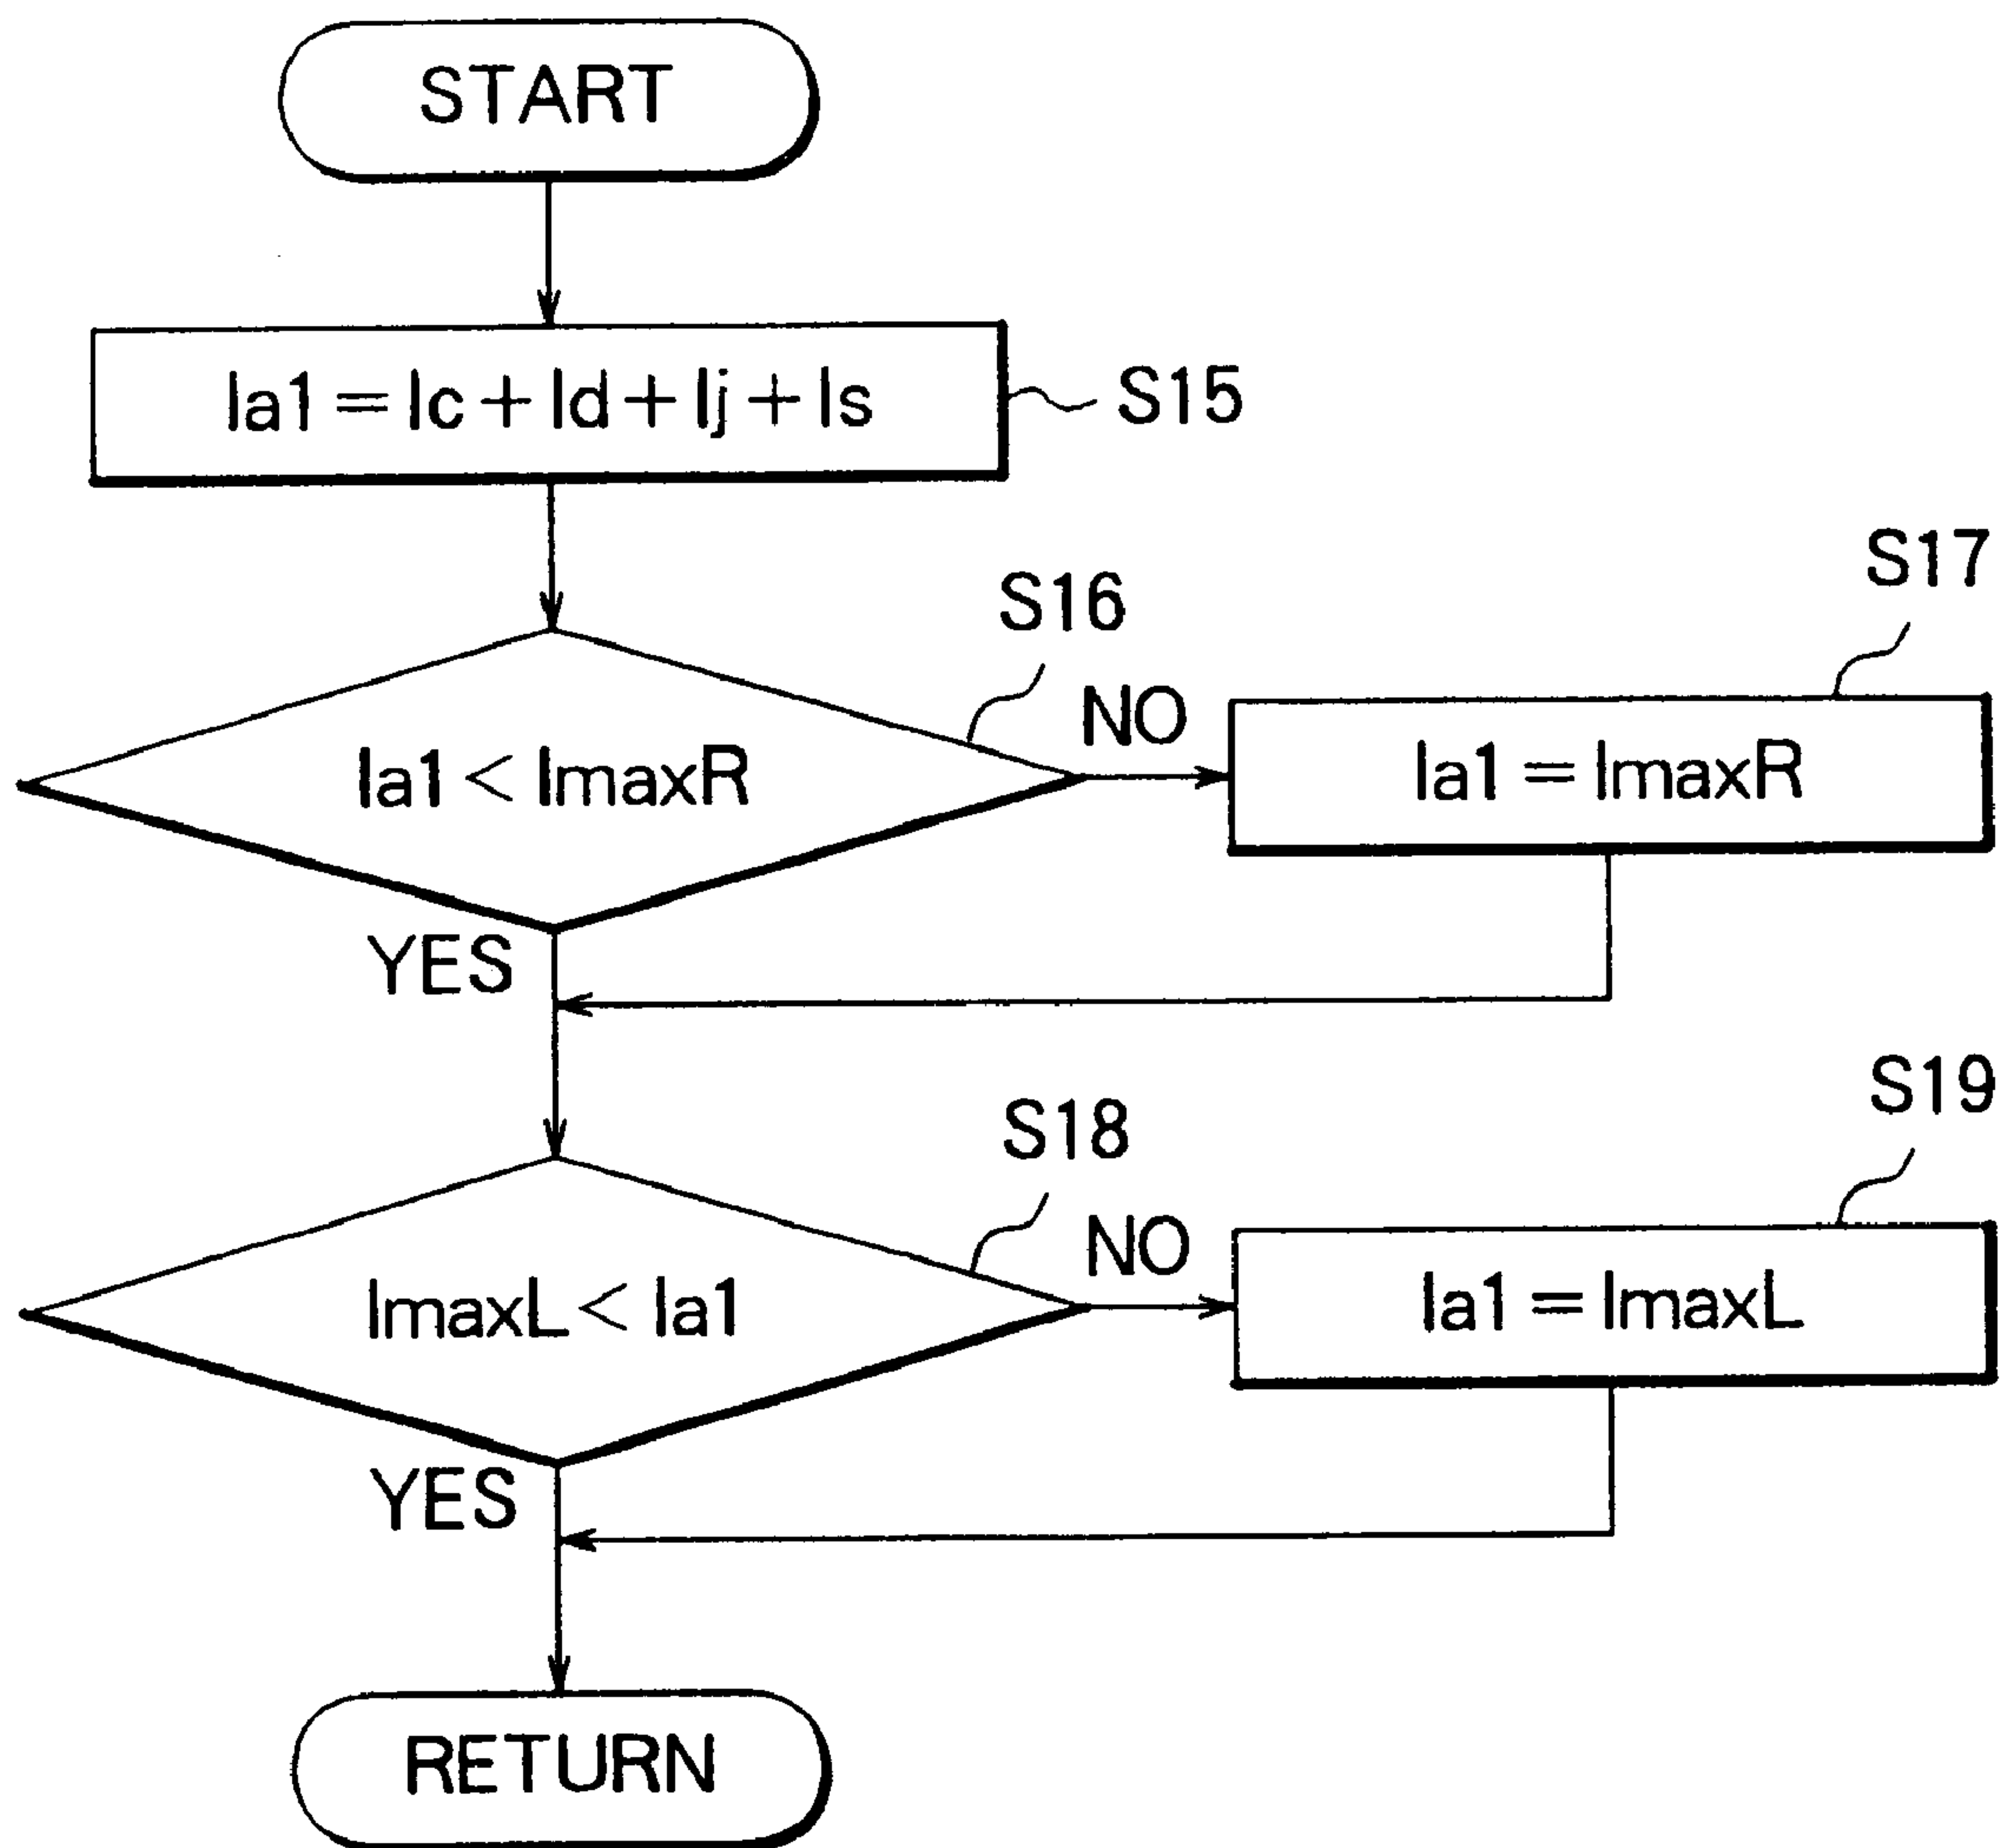 START
Ia1 = Ic + Id + Ij + Is
S15
S16
S17
Ia1 < ImaxR
NO
Ia1 = ImaxR
YES
S18
S19
ImaxL < Ia1
NO
Ia1 = ImaxL
YES
RETURN